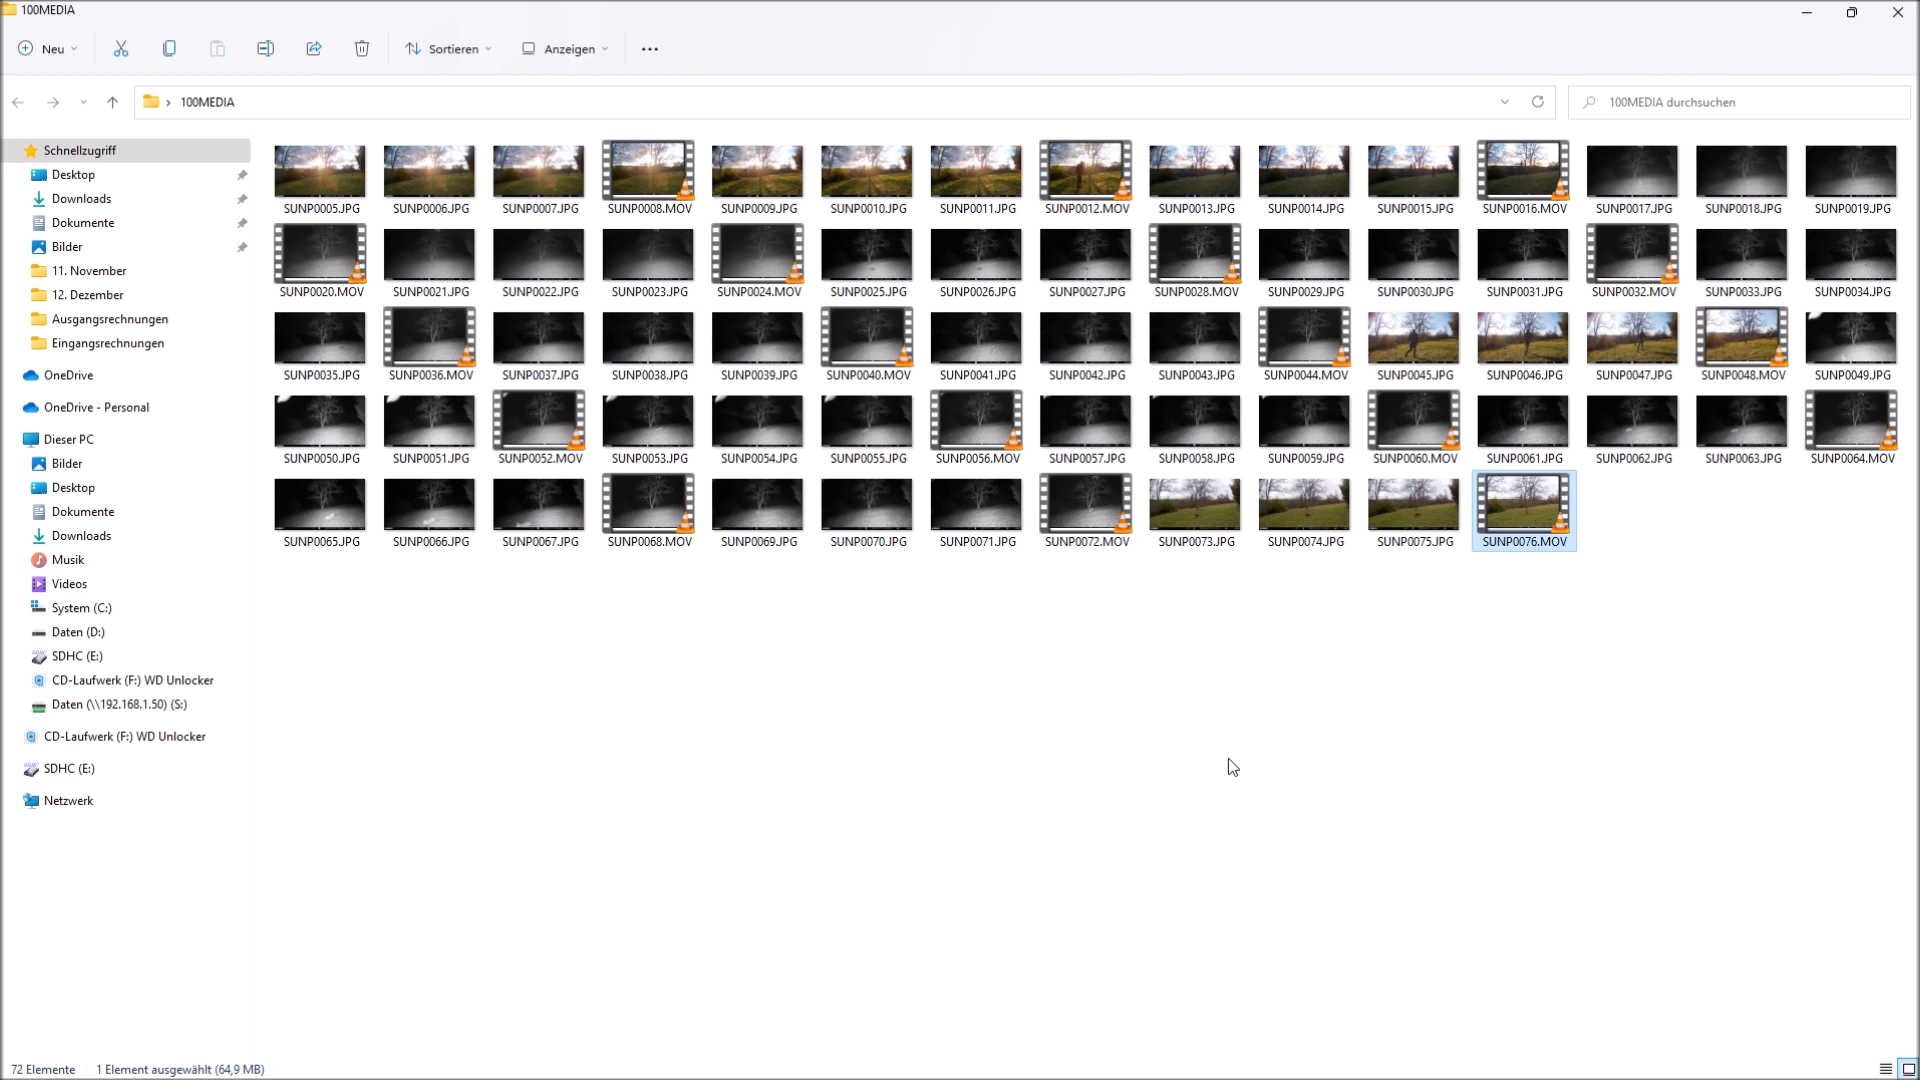 100MEDIA
Neu
Sortieren
Anzeigen
100MEDIA
100MEDIA durchsuchen
Schnellzugriff
Desktop
Downloads
Dokumente
Bilder
11. November
12. Dezember
Ausgangsrechnungen
Eingangsrechnungen
OneDrive
OneDrive - Personal
Dieser PC
Bilder
Desktop
Dokumente
Downloads
Musik
Videos
System (C:)
Daten (D:)
SDHC (E:)
CD-Laufwerk (F:) WD Unlocker
Daten (\\192.168.1.50) (S:)
CD-Laufwerk (F:) WD Unlocker
SDHC (E:)
Netzwerk
SUNP0005.JPG SUNP0006.JPG SUNP0007.JPG SUNP0008.MOV SUNP0009.JPG SUNP0010.JPG SUNP0011.JPG SUNP0012.MOV SUNP0013.JPG SUNP0014.JPG SUNP0015.JPG SUNP0016.MOV SUNP0017.JPG SUNP0018.JPG SUNP0019.JPG
SUNP0020.MOV SUNP0021.JPG SUNP0022.JPG SUNP0023.JPG SUNP0024.MOV SUNP0025.JPG SUNP0026.JPG SUNP0027.JPG SUNP0028.MOV SUNP0029.JPG SUNP0030.JPG SUNP0031.JPG SUNP0032.MOV SUNP0033.JPG SUNP0034.JPG
SUNP0035.JPG SUNP0036.MOV SUNP0037.JPG SUNP0038.JPG SUNP0039.JPG SUNP0040.MOV SUNP0041.JPG SUNP0042.JPG SUNP0043.JPG SUNP0044.MOV SUNP0045.JPG SUNP0046.JPG SUNP0047.JPG SUNP0048.MOV SUNP0049.JPG
SUNP0050.JPG SUNP0051.JPG SUNP0052.MOV SUNP0053.JPG SUNP0054.JPG SUNP0055.JPG SUNP0056.MOV SUNP0057.JPG SUNP0058.JPG SUNP0059.JPG SUNP0060.MOV SUNP0061.JPG SUNP0062.JPG SUNP0063.JPG SUNP0064.MOV
SUNP0065.JPG SUNP0066.JPG SUNP0067.JPG SUNP0068.MOV SUNP0069.JPG SUNP0070.JPG SUNP0071.JPG SUNP0072.MOV SUNP0073.JPG SUNP0074.JPG SUNP0075.JPG SUNP0076.MOV
72 Elemente 1 Element ausgewählt (64,9 MB)